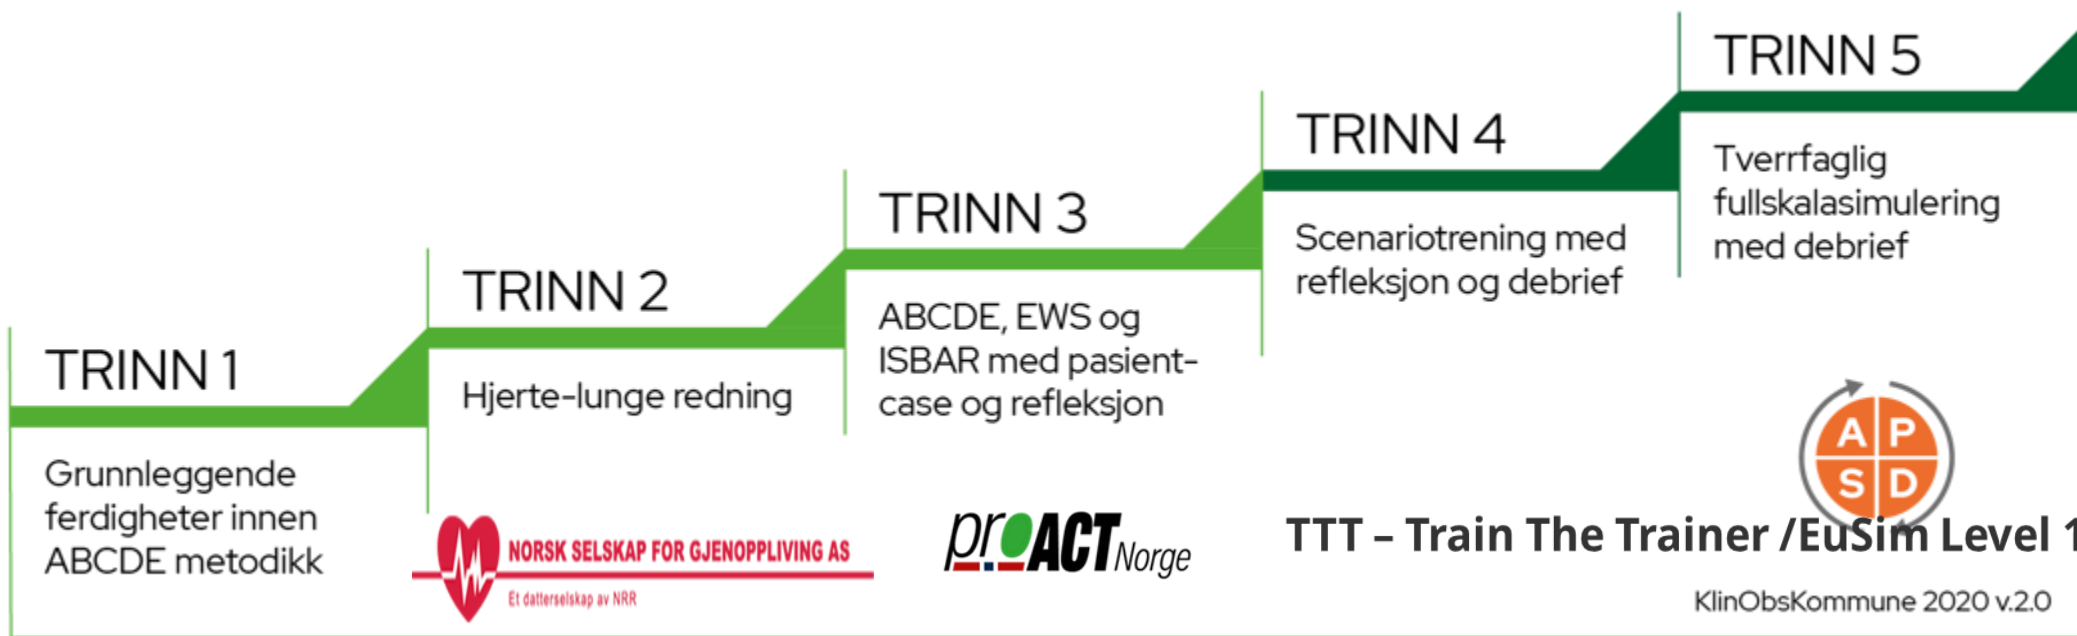 TRINN 1
Grunnleggende
ferdigheter innen
ABCDE metodikk
TRINN 2
Hjerte-lunge redning
TRINN 3
ABCDE, EWS og
ISBAR med pasient-
case og refleksjon
TRINN 4
Scenariotrening med
refleksjon og debrief
TRINN 5
Tverrfaglig
fullskalasimulering
med debrief
NORSK SELSKAP FOR GJENOPPLIVING AS
Et datterselskap av NRR
proACT Norge
A P
S D
TTT – Train The Trainer /EuSim Level 1
KlinObsKommune 2020 v.2.0